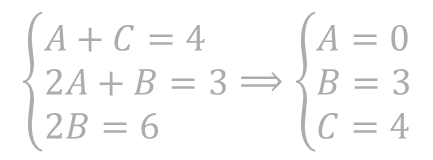 A + C = 4 A = 0
2A + B = 3 ⇒ B = 3
2B = 6 C = 4